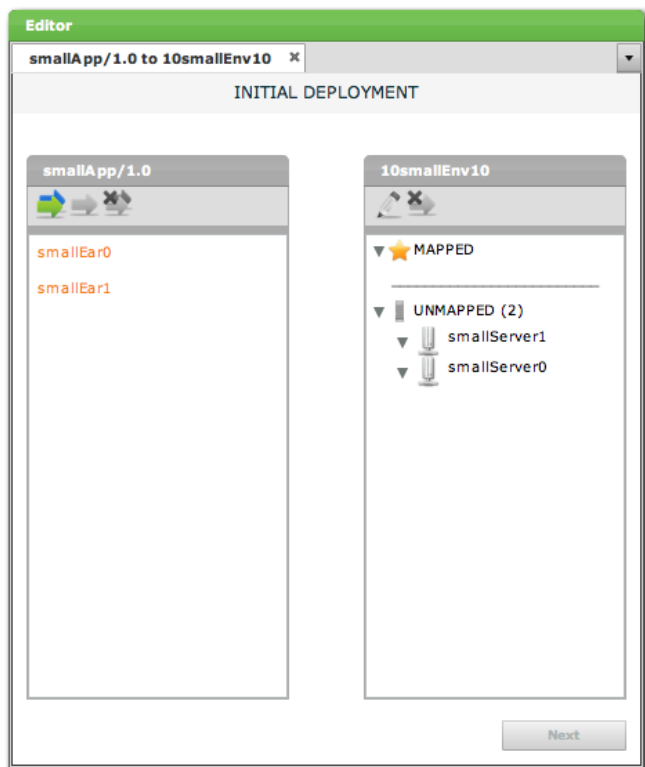 Editor
smallApp/1.0 to 10smallEnv10
INITIAL DEPLOYMENT
smallApp/1.0
smallEar0
smallEar1
10smallEnv10
MAPPED
UNMAPPED (2)
smallServer1
smallServer0
Next